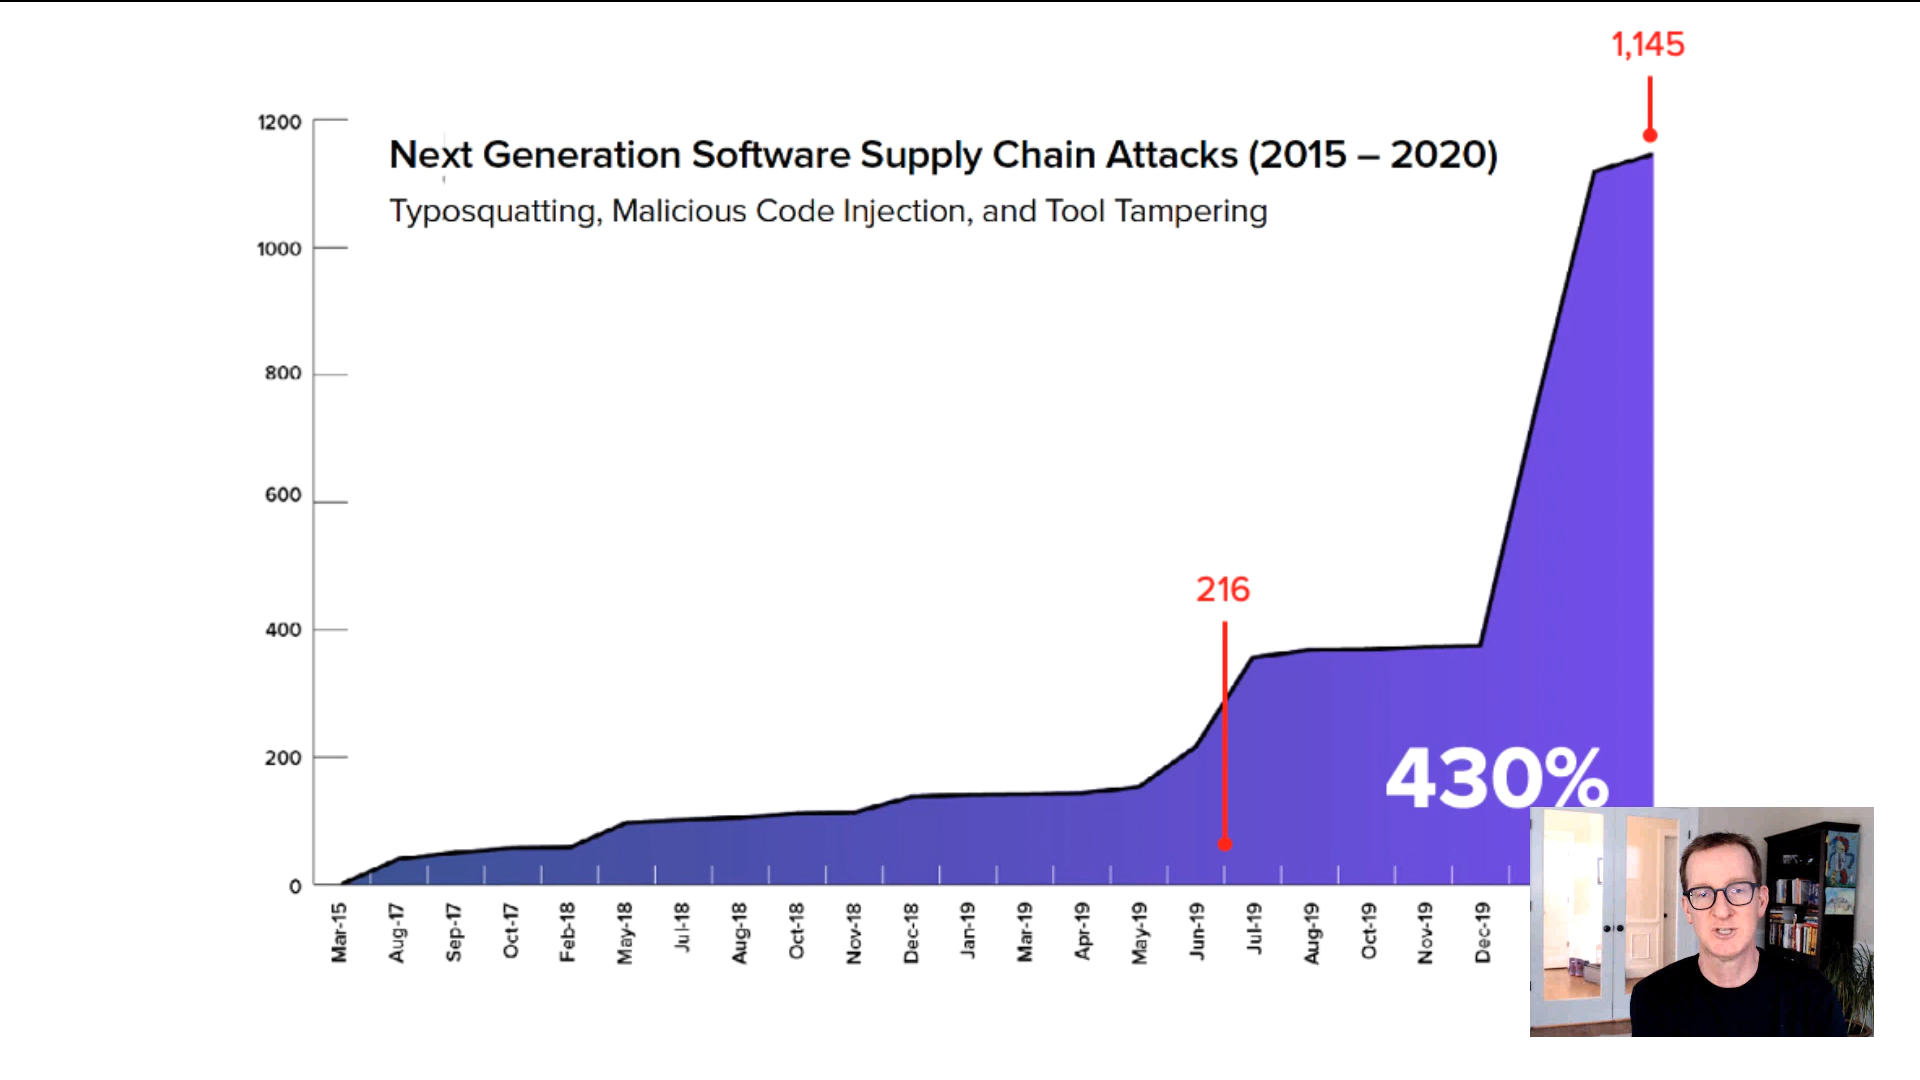 1,145
1200
Next Generation Software Supply Chain Attacks (2015 – 2020)
Typosquatting, Malicious Code Injection, and Tool Tampering
1000
800
600
216
400
200
430%
0
Mar-15
Aug-17
Sep-17
Oct-17
Feb-18
May-18
Jul-18
Aug-18
Oct-18
Nov-18
Dec-18
Jan-19
Mar-19
Apr-19
May-19
Jun-19
Jul-19
Aug-19
Oct-19
Nov-19
Dec-19